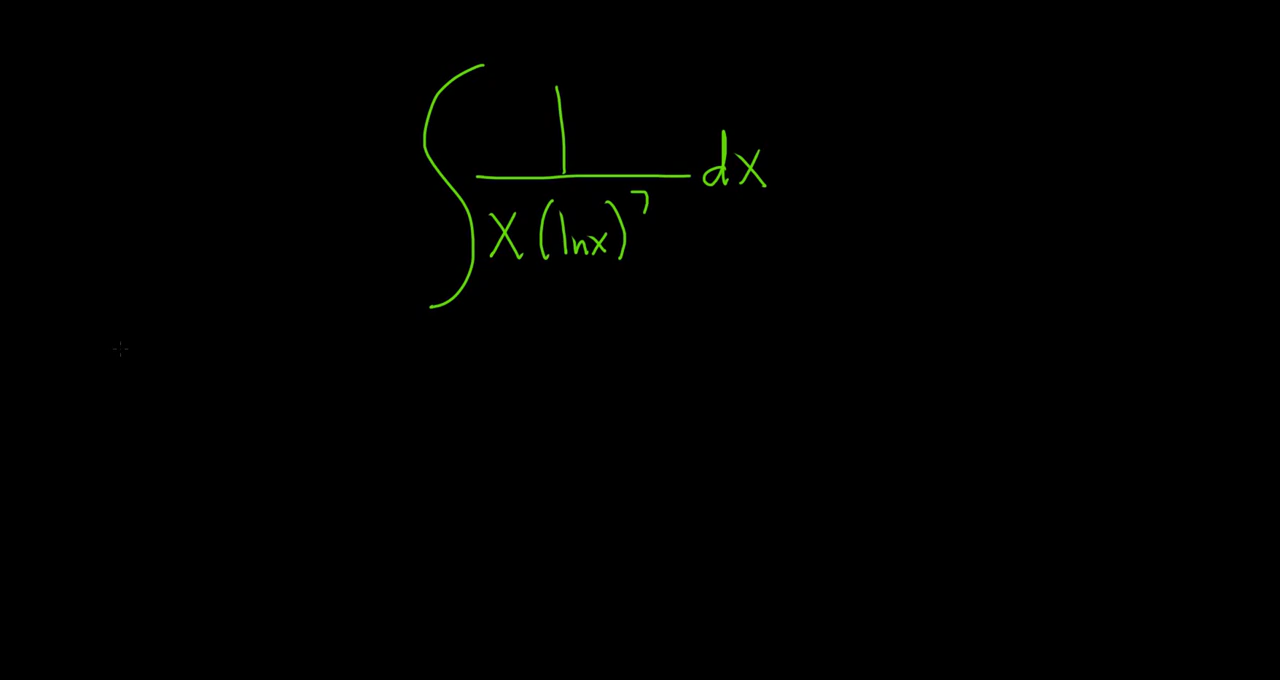 ∫ 1/(x(lnx)^7) dx